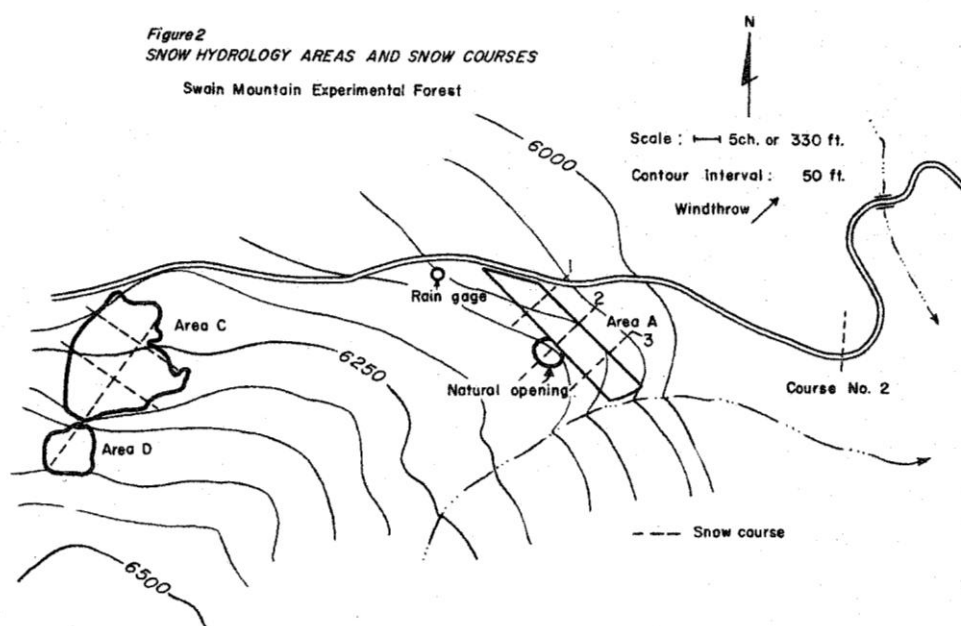 Figure 2
SNOW HYDROLOGY AREAS AND SNOW COURSES
Swain Mountain Experimental Forest
N
Scale : 5ch. or 330 ft.
Contour Interval : 50 ft.
Windthrow
6000
Rain gage
1
2
Area A
3
Area C
6250
Natural opening
Course No. 2
Area D
Snow course
6500